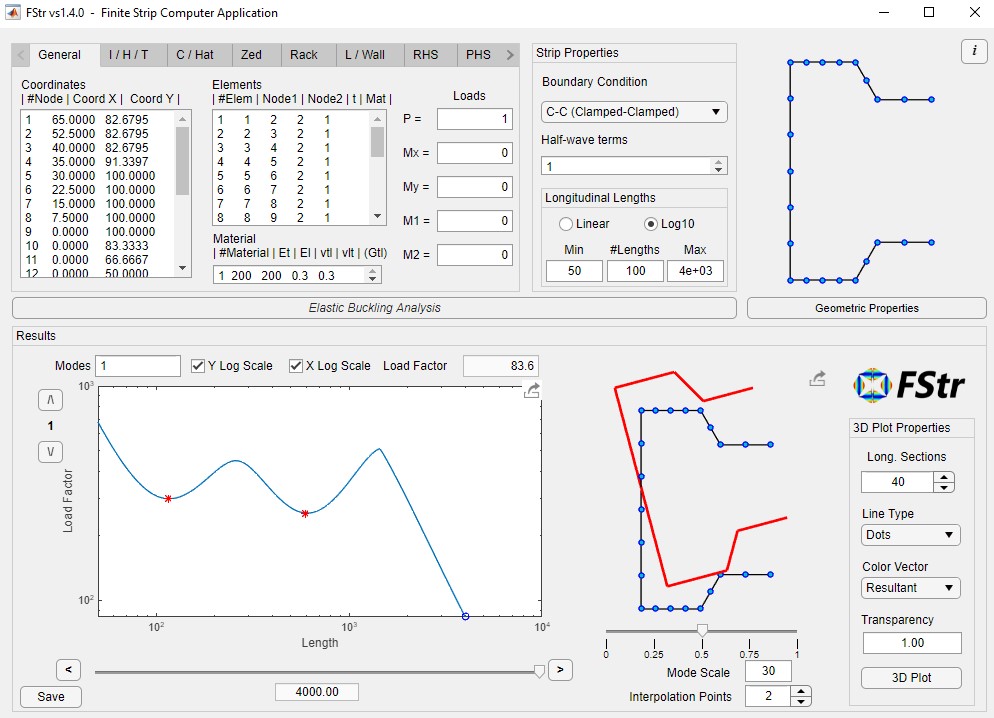 FStr vs1.4.0 - Finite Strip Computer Application
General I / H / T C / Hat Zed Rack L / Wall RHS PHS
Coordinates
|#Node | Coord X | Coord Y |
1 65.0000 82.6795
2 52.5000 82.6795
3 40.0000 82.6795
4 35.0000 91.3397
5 30.0000 100.0000
6 22.5000 100.0000
7 15.0000 100.0000
8 7.5000 100.0000
9 0.0000 100.0000
10 0.0000 83.3333
11 0.0000 66.6667
12 0.0000 50.0000
Elements
| #Elem | Node1 | Node2 | t | Mat |
1 1 2 2 1
2 2 3 2 1
3 3 4 2 1
4 4 5 2 1
5 5 6 2 1
6 6 7 2 1
7 7 8 2 1
8 8 9 2 1
Material
| #Material | Et | El | vtl | vlt | (Gtl)
1 200 200 0.3 0.3
Loads
P = 1
Mx = 0
My = 0
M1 = 0
M2 = 0
Strip Properties
Boundary Condition
C-C (Clamped-Clamped)
Half-wave terms
1
Longitudinal Lengths
Linear Log10
Min #Lengths Max
50 100 4e+03
i
Elastic Buckling Analysis
Geometric Properties
Results
Modes 1 Y Log Scale X Log Scale Load Factor 83.6
Λ
1
V
10³
10²
Load Factor
10² 10³ 10⁴
Length
< >
4000.00
Save
0 0.25 0.5 0.75 1
Mode Scale 30
Interpolation Points 2
FStr
3D Plot Properties
Long. Sections
40
Line Type
Dots
Color Vector
Resultant
Transparency
1.00
3D Plot